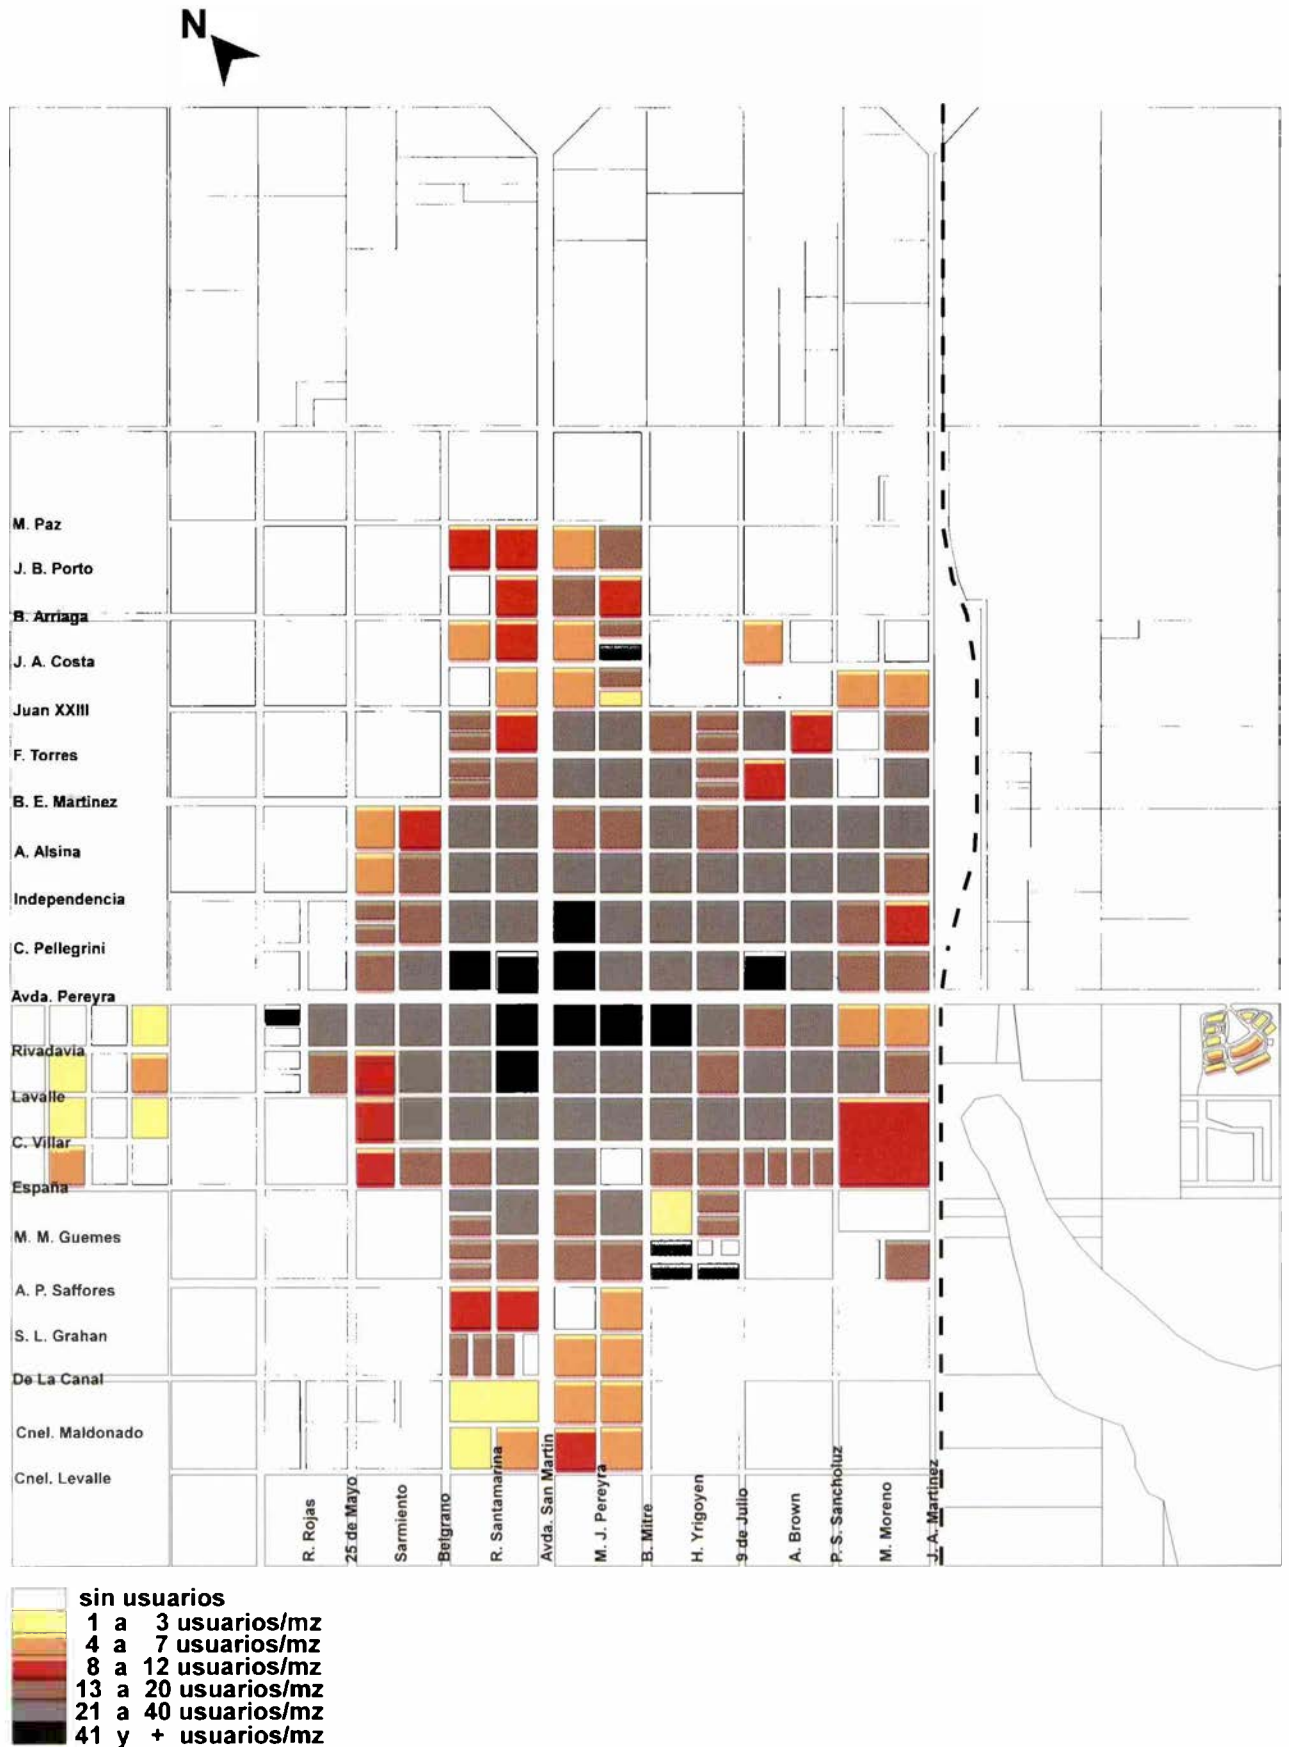 N
M. Paz
J. B. Porto
B. Arriaga
J. A. Costa
Juan XXIII
F. Torres
B. E. Martinez
A. Alsina
Independencia
C. Pellegrini
Avda. Pereyra
Rivadavia
Lavalle
C. Villar
España
M. M. Guemes
A. P. Saffores
S. L. Grahan
De La Canal
Cnel. Maldonado
Cnel. Levalle
R. Rojas
25 de Mayo
Sarmiento
Belgrano
R. Santamarina
Avda. San Martin
M. J. Pereyra
B. Mitre
H. Yrigoyen
9 de Julio
A. Brown
P. S. Sancholuz
M. Moreno
J. A. Martinez
sin usuarios
1 a 3 usuarios/mz
4 a 7 usuarios/mz
8 a 12 usuarios/mz
13 a 20 usuarios/mz
21 a 40 usuarios/mz
41 y + usuarios/mz